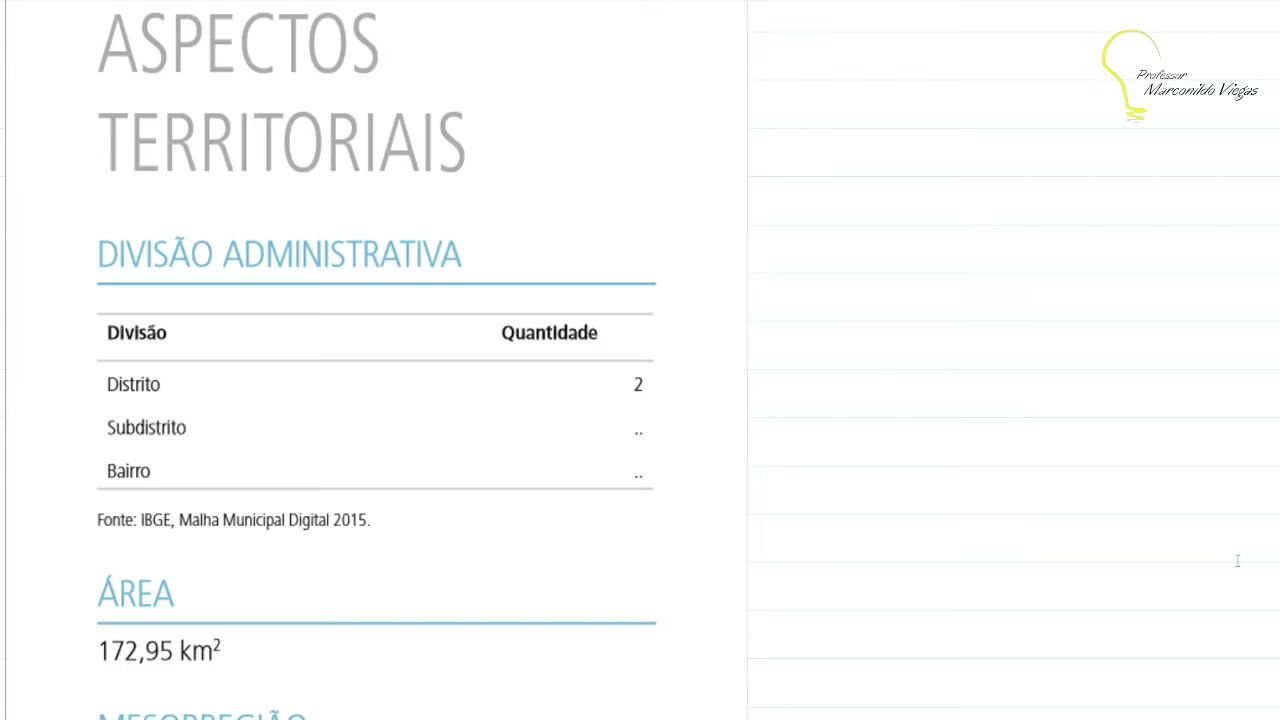 ASPECTOS
TERRITORIAIS
Professor
Marconildo Viegas
DIVISÃO ADMINISTRATIVA
Divisão Quantidade
Distrito 2
Subdistrito ..
Bairro ..
Fonte: IBGE, Malha Municipal Digital 2015.
ÁREA
172,95 km²
MESORREGIÃO